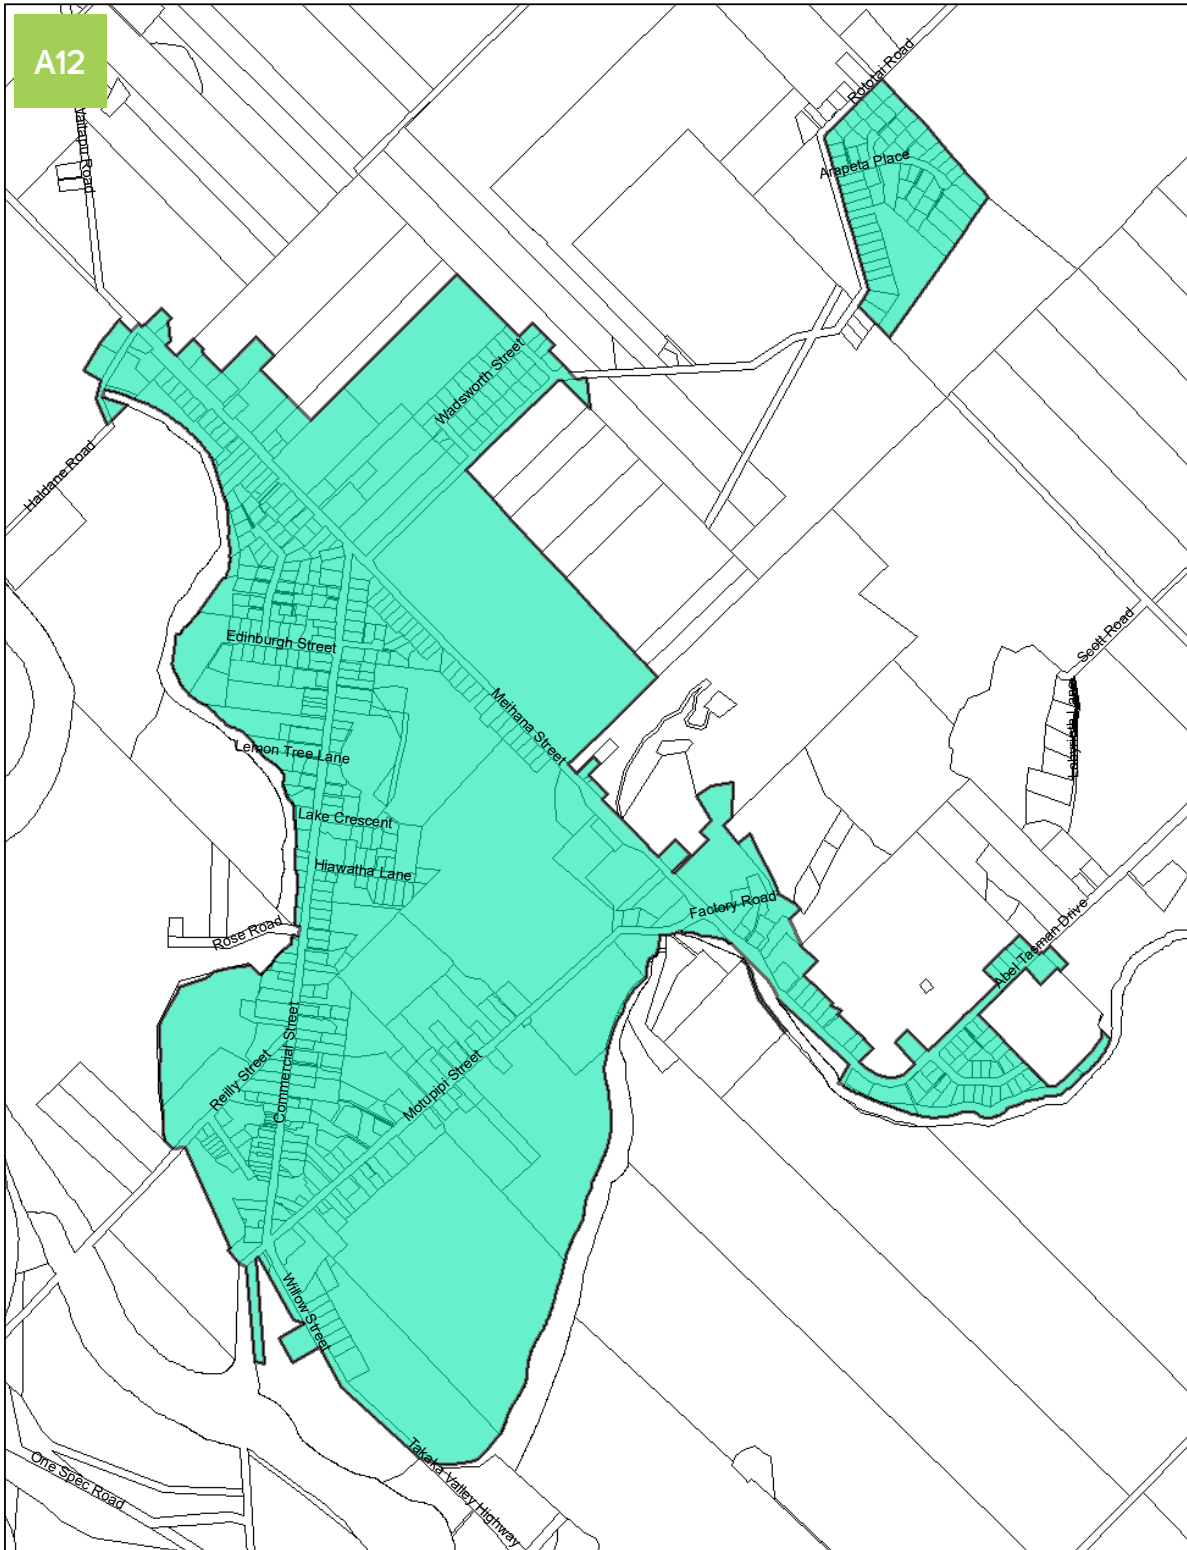 A12
Rototai Road
Waitapu Road
Arapeta Place
Wadsworth Street
Haldane Road
Edinburgh Street
Scott Road
Meihana Street
Labyrinth Lane
Lemon Tree Lane
Lake Crescent
Hiawatha Lane
Factory Road
Rose Road
Abel Tasman Drive
Commercial Street
Reilly Street
Motupipi Street
Willow Street
Takaka Valley Highway
One Spec Road